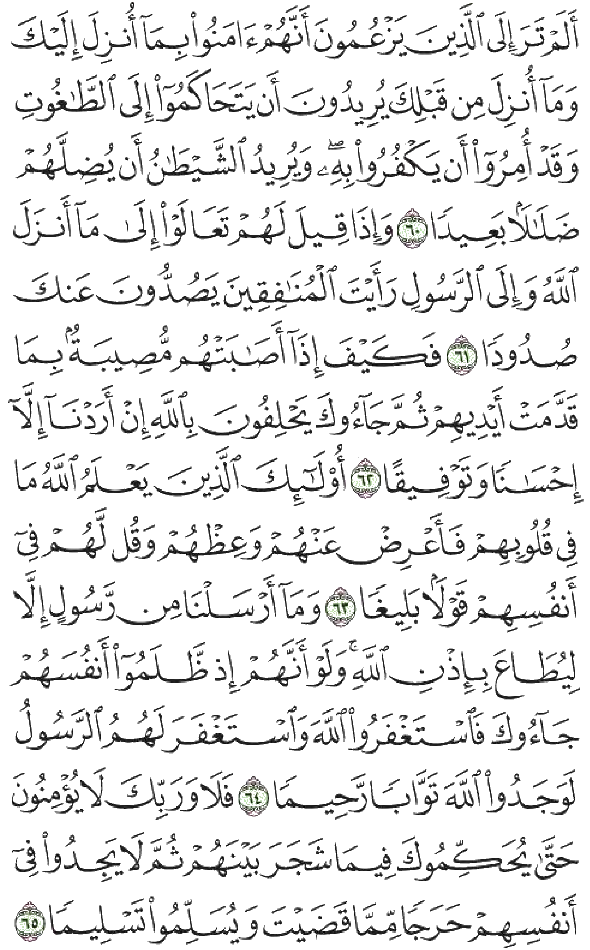 أَلَمْ تَرَ إِلَى ٱلَّذِينَ يَزْعُمُونَ أَنَّهُمْ ءَامَنُوا۟ بِمَآ أُنزِلَ إِلَيْكَ
وَمَآ أُنزِلَ مِن قَبْلِكَ يُرِيدُونَ أَن يَتَحَاكَمُوٓا۟ إِلَى ٱلطَّـٰغُوتِ
وَقَدْ أُمِرُوٓا۟ أَن يَكْفُرُوا۟ بِهِۦۖ وَيُرِيدُ ٱلشَّيْطَـٰنُ أَن يُضِلَّهُمْ
ضَلَـٰلًۢا بَعِيدًا ٦٠ وَإِذَا قِيلَ لَهُمْ تَعَالَوْا۟ إِلَىٰ مَآ أَنزَلَ
ٱللَّهُ وَإِلَى ٱلرَّسُولِ رَأَيْتَ ٱلْمُنَـٰفِقِينَ يَصُدُّونَ عَنكَ
صُدُودًا ٦١ فَكَيْفَ إِذَآ أَصَـٰبَتْهُم مُّصِيبَةٌۢ بِمَا
قَدَّمَتْ أَيْدِيهِمْ ثُمَّ جَآءُوكَ يَحْلِفُونَ بِٱللَّهِ إِنْ أَرَدْنَآ إِلَّآ
إِحْسَـٰنًا وَتَوْفِيقًا ٦٢ أُو۟لَـٰٓئِكَ ٱلَّذِينَ يَعْلَمُ ٱللَّهُ مَا
فِى قُلُوبِهِمْ فَأَعْرِضْ عَنْهُمْ وَعِظْهُمْ وَقُل لَّهُمْ فِىٓ
أَنفُسِهِمْ قَوْلًۢا بَلِيغًا ٦٣ وَمَآ أَرْسَلْنَا مِن رَّسُولٍ إِلَّا
لِيُطَاعَ بِإِذْنِ ٱللَّهِۚ وَلَوْ أَنَّهُمْ إِذ ظَّلَمُوٓا۟ أَنفُسَهُمْ
جَآءُوكَ فَٱسْتَغْفَرُوا۟ ٱللَّهَ وَٱسْتَغْفَرَ لَهُمُ ٱلرَّسُولُ
لَوَجَدُوا۟ ٱللَّهَ تَوَّابًا رَّحِيمًا ٦٤ فَلَا وَرَبِّكَ لَا يُؤْمِنُونَ
حَتَّىٰ يُحَكِّمُوكَ فِيمَا شَجَرَ بَيْنَهُمْ ثُمَّ لَا يَجِدُوا۟ فِىٓ
أَنفُسِهِمْ حَرَجًا مِّمَّا قَضَيْتَ وَيُسَلِّمُوا۟ تَسْلِيمًا ٦٥